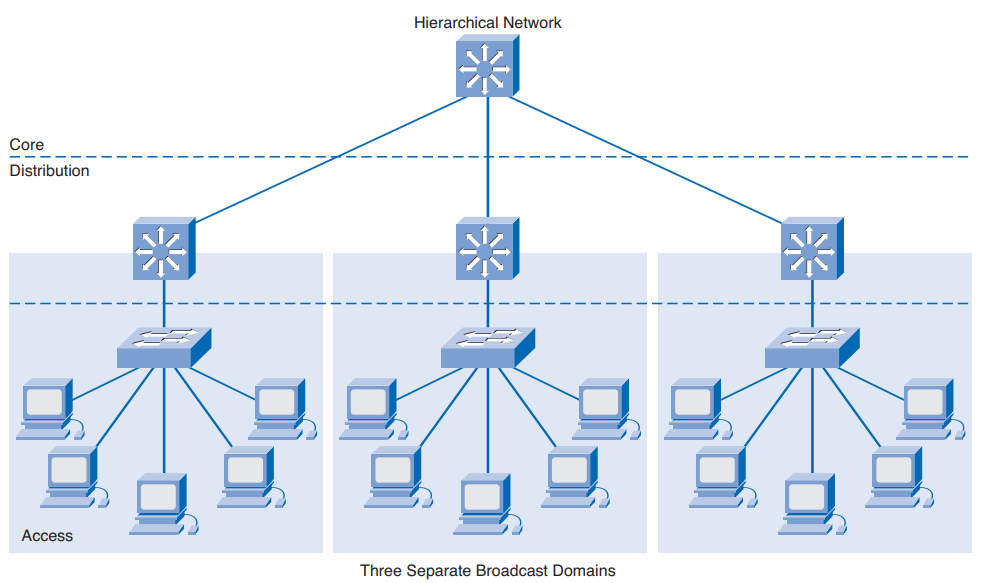 Hierarchical Network
Core
Distribution
Access
Three Separate Broadcast Domains